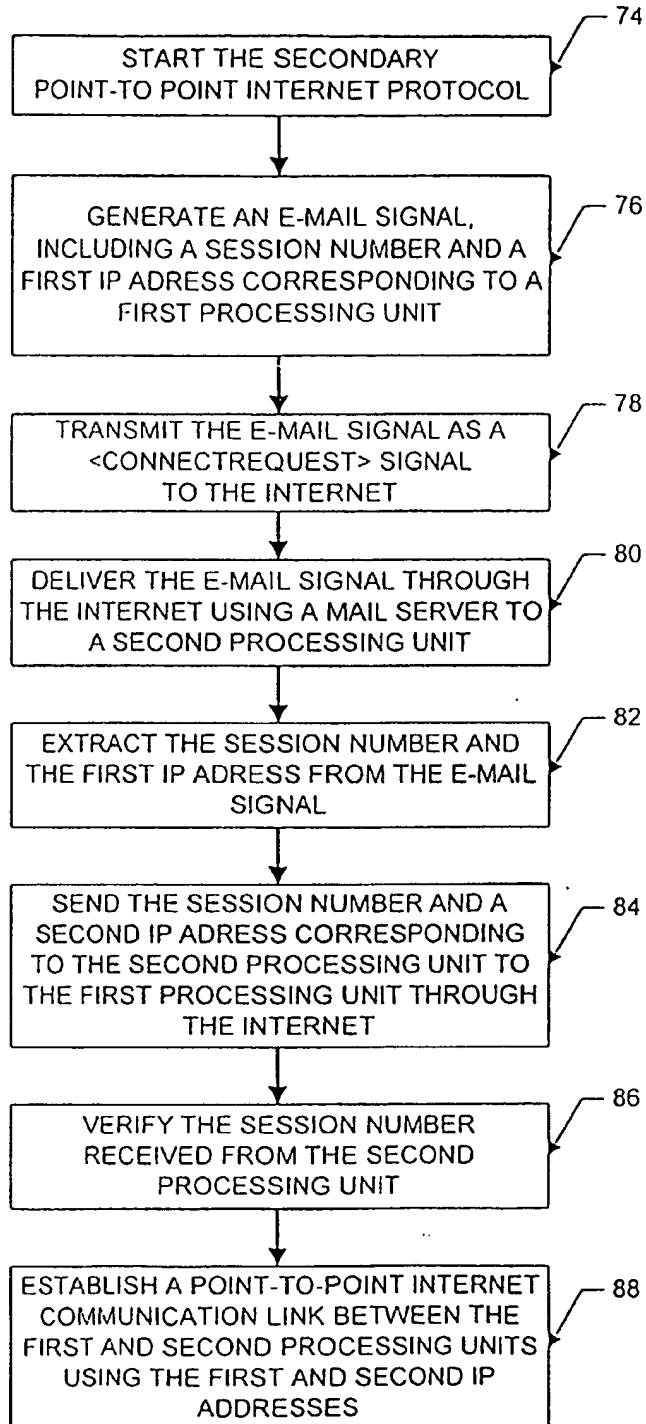 74
START THE SECONDARY
POINT-TO POINT INTERNET PROTOCOL
76
GENERATE AN E-MAIL SIGNAL,
INCLUDING A SESSION NUMBER AND A
FIRST IP ADRESS CORRESPONDING TO A
FIRST PROCESSING UNIT
78
TRANSMIT THE E-MAIL SIGNAL AS A
<CONNECTREQUEST> SIGNAL
TO THE INTERNET
80
DELIVER THE E-MAIL SIGNAL THROUGH
THE INTERNET USING A MAIL SERVER TO
A SECOND PROCESSING UNIT
82
EXTRACT THE SESSION NUMBER AND
THE FIRST IP ADRESS FROM THE E-MAIL
SIGNAL
84
SEND THE SESSION NUMBER AND A
SECOND IP ADRESS CORRESPONDING
TO THE SECOND PROCESSING UNIT TO
THE FIRST PROCESSING UNIT THROUGH
THE INTERNET
86
VERIFY THE SESSION NUMBER
RECEIVED FROM THE SECOND
PROCESSING UNIT
88
ESTABLISH A POINT-TO-POINT INTERNET
COMMUNICATION LINK BETWEEN THE
FIRST AND SECOND PROCESSING UNITS
USING THE FIRST AND SECOND IP
ADDRESSES